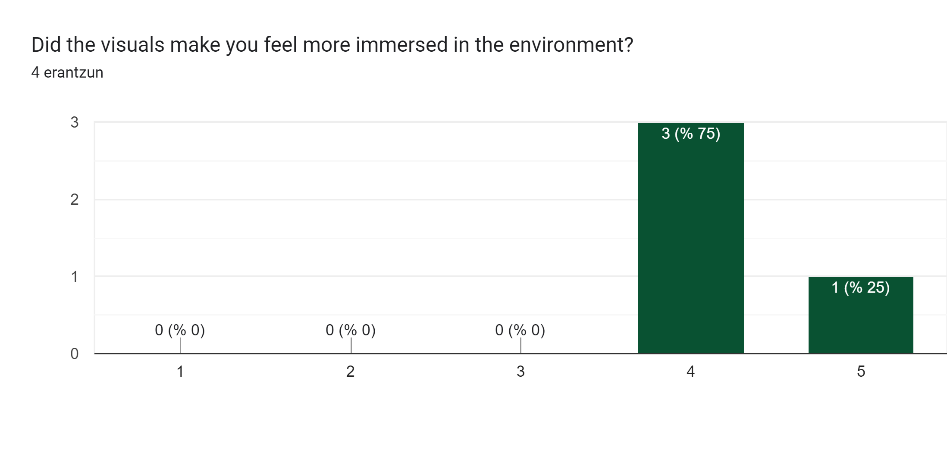 Did the visuals make you feel more immersed in the environment?
4 erantzun
3
2
1
0
0 (% 0)
0 (% 0)
0 (% 0)
3 (% 75)
1 (% 25)
1
2
3
4
5